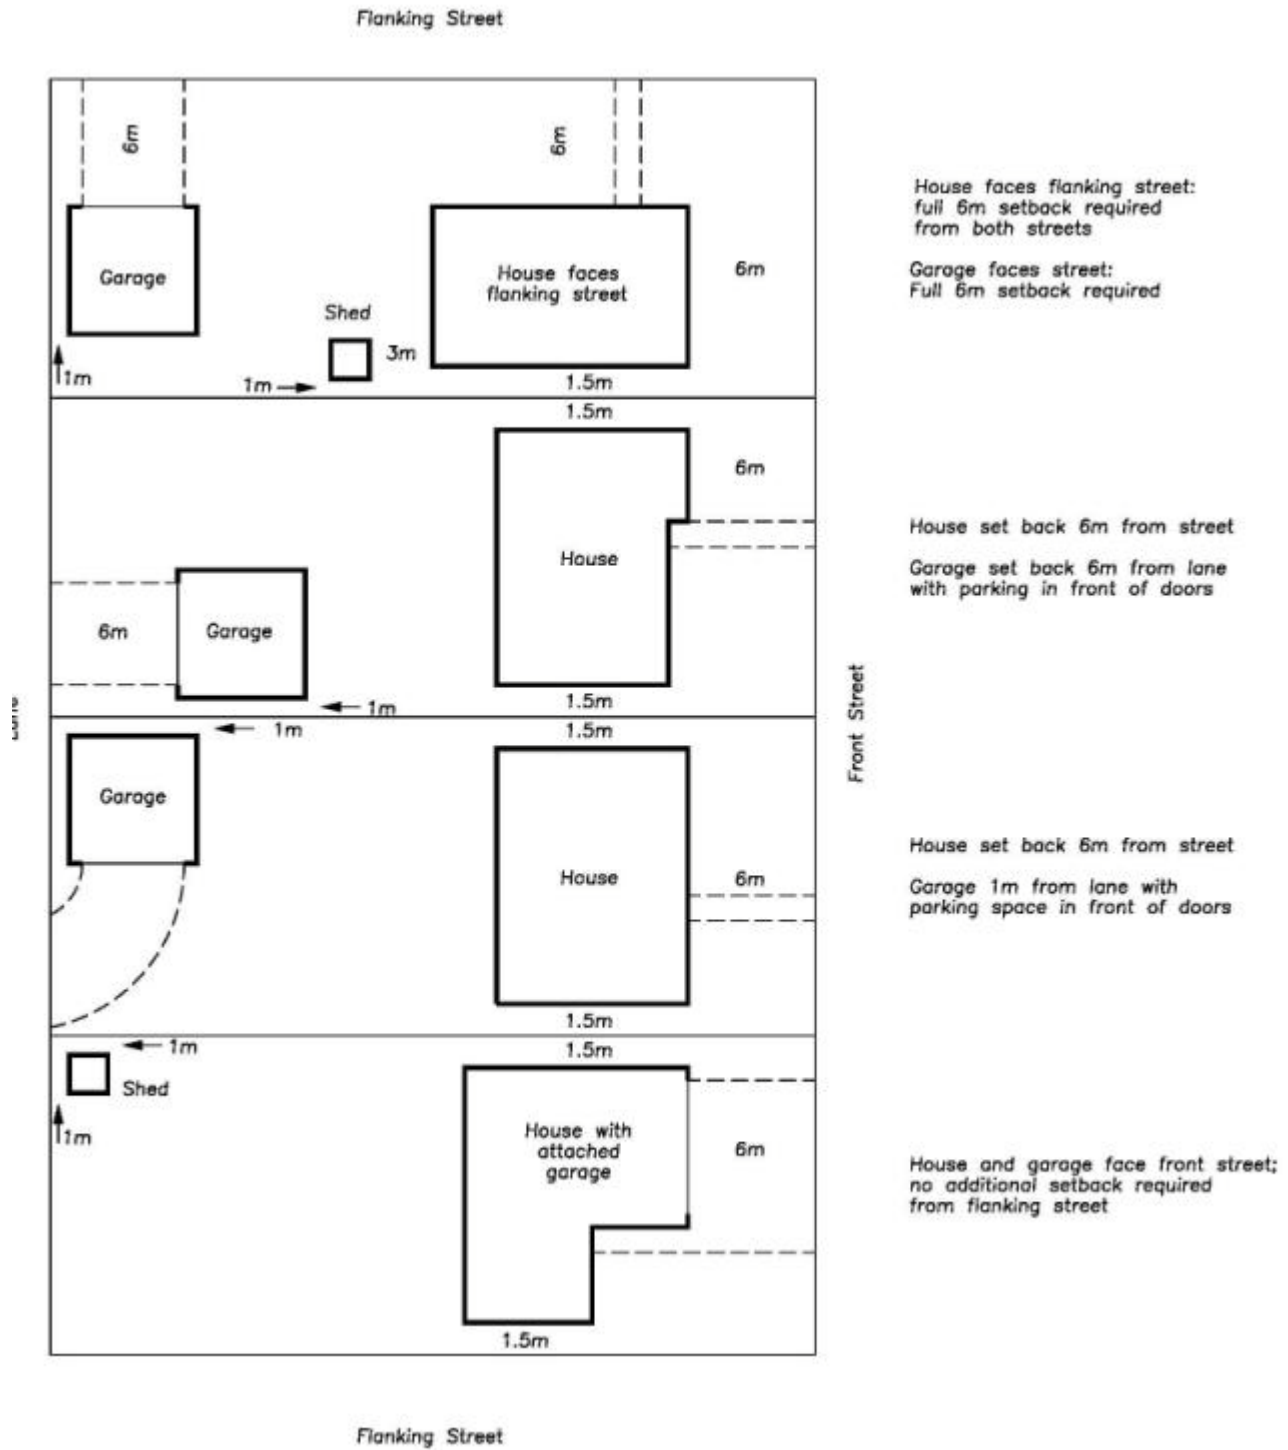 Flanking Street
6m
6m
House faces flanking street:
full 6m setback required
from both streets
Garage
House faces
flanking street
6m
Garage faces street:
Full 6m setback required
Shed
3m
1m
1m
1.5m
1.5m
6m
House set back 6m from street
House
Garage set back 6m from lane
with parking in front of doors
6m
Garage
1.5m
1m
1m
1.5m
Front Street
Garage
House set back 6m from street
House
6m
Garage 1m from lane with
parking space in front of doors
1.5m
1m
1.5m
Shed
1m
House with
attached
garage
6m
House and garage face front street;
no additional setback required
from flanking street
1.5m
Flanking Street